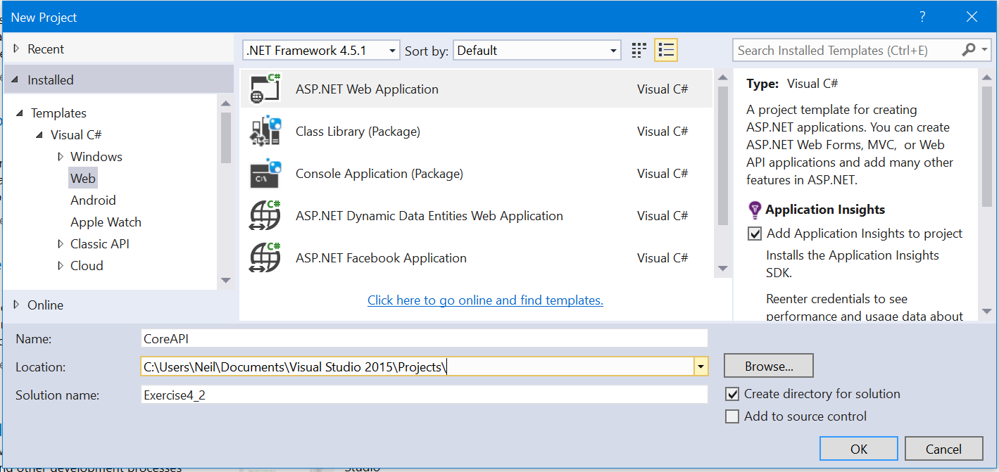 New Project
?
Recent
.NET Framework 4.5.1
Sort by: Default
Search Installed Templates (Ctrl+E)
Installed
Templates
Visual C#
Windows
Web
Android
Apple Watch
Classic API
Cloud
Online
ASP.NET Web Application Visual C#
Class Library (Package) Visual C#
Console Application (Package) Visual C#
ASP.NET Dynamic Data Entities Web Application Visual C#
ASP.NET Facebook Application Visual C#
Click here to go online and find templates.
Type: Visual C#
A project template for creating
ASP.NET applications. You can create
ASP.NET Web Forms, MVC, or Web
API applications and add many other
features in ASP.NET.
Application Insights
Add Application Insights to project
Installs the Application Insights
SDK.
Reenter credentials to see
performance and usage data about
Name: CoreAPI
Location: C:\Users\Neil\Documents\Visual Studio 2015\Projects\
Browse...
Solution name: Exercise4_2
Create directory for solution
Add to source control
OK
Cancel
other development processes
Studio